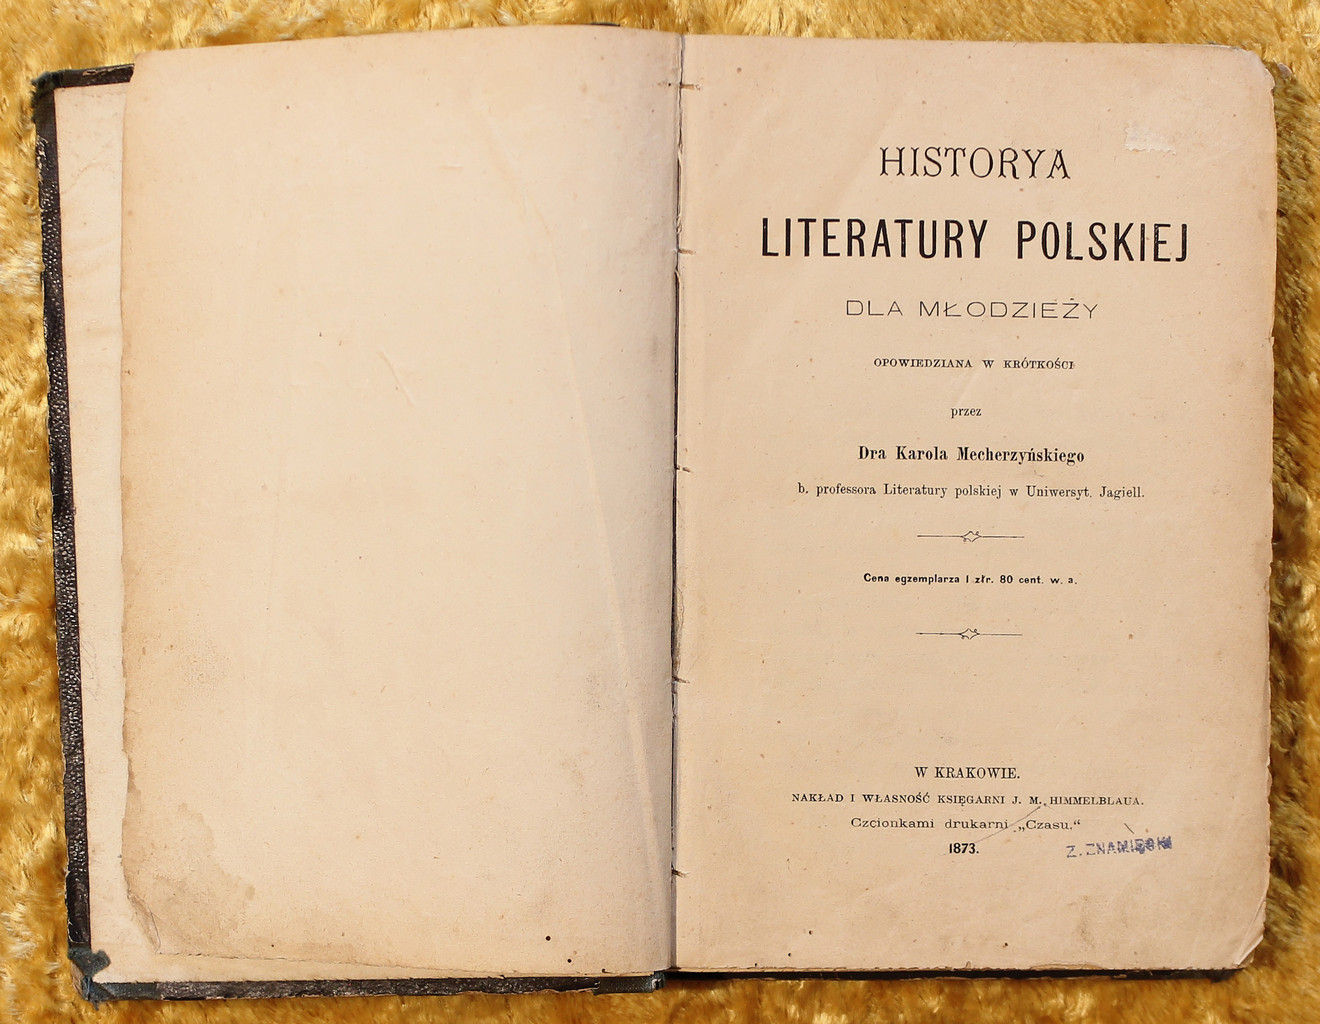 HISTORYA
LITERATURY POLSKIEJ
DLA MŁODZIEŻY
OPOWIEDZIANA W KRÓTKOŚCI
przez
Dra Karola Mecherzyńskiego
b. professora Literatury polskiej w Uniwersyt. Jagiell.
Cena egzemplarza 1 złr. 80 cent. w. a.
W KRAKOWIE.
NAKŁAD I WŁASNOŚĆ KSIĘGARNI J. M. HIMMELBLAUA.
Czcionkami drukarni „Czasu.“
1873.
Z. ZNAMIĘCKI